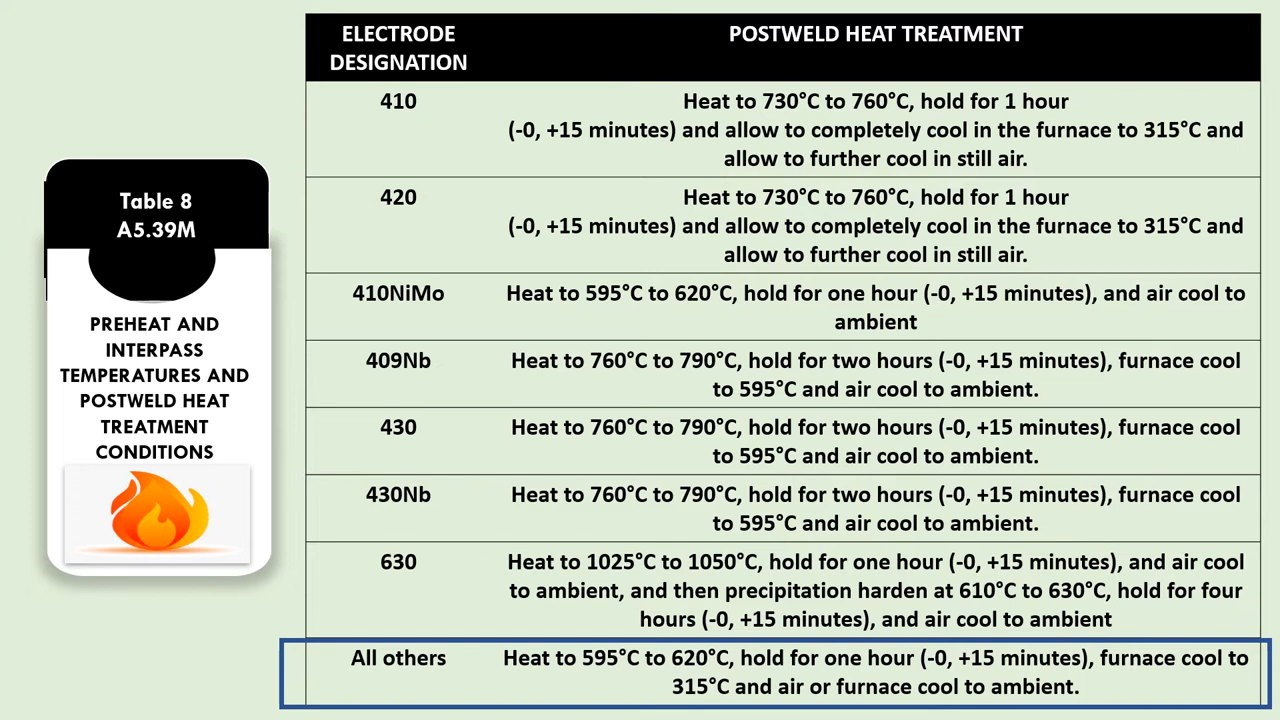 Table 8
A5.39M
PREHEAT AND
INTERPASS
TEMPERATURES AND
POSTWELD HEAT
TREATMENT
CONDITIONS
ELECTRODE
DESIGNATION
POSTWELD HEAT TREATMENT
410
Heat to 730°C to 760°C, hold for 1 hour
(-0, +15 minutes) and allow to completely cool in the furnace to 315°C and
allow to further cool in still air.
420
Heat to 730°C to 760°C, hold for 1 hour
(-0, +15 minutes) and allow to completely cool in the furnace to 315°C and
allow to further cool in still air.
410NiMo
Heat to 595°C to 620°C, hold for one hour (-0, +15 minutes), and air cool to
ambient
409Nb
Heat to 760°C to 790°C, hold for two hours (-0, +15 minutes), furnace cool
to 595°C and air cool to ambient.
430
Heat to 760°C to 790°C, hold for two hours (-0, +15 minutes), furnace cool
to 595°C and air cool to ambient.
430Nb
Heat to 760°C to 790°C, hold for two hours (-0, +15 minutes), furnace cool
to 595°C and air cool to ambient.
630
Heat to 1025°C to 1050°C, hold for one hour (-0, +15 minutes), and air cool
to ambient, and then precipitation harden at 610°C to 630°C, hold for four
hours (-0, +15 minutes), and air cool to ambient
All others
Heat to 595°C to 620°C, hold for one hour (-0, +15 minutes), furnace cool to
315°C and air or furnace cool to ambient.